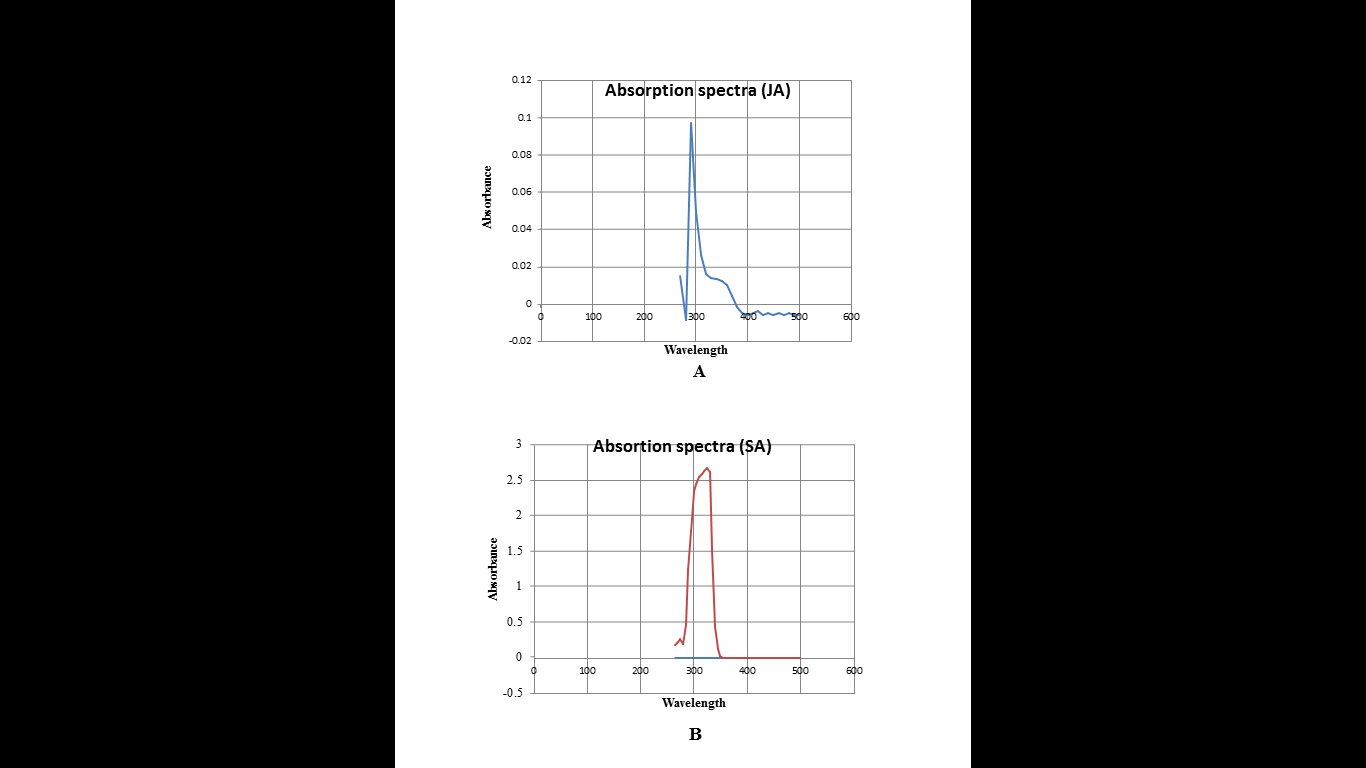 Absorption spectra (JA)
0.12
0.1
0.08
0.06
0.04
0.02
0
-0.02
0 100 200 300 400 500 600
Absorbance
Wavelength
A
Absortion spectra (SA)
3
2.5
2
1.5
1
0.5
0
-0.5
0 100 200 300 400 500 600
Absorbance
Wavelength
B